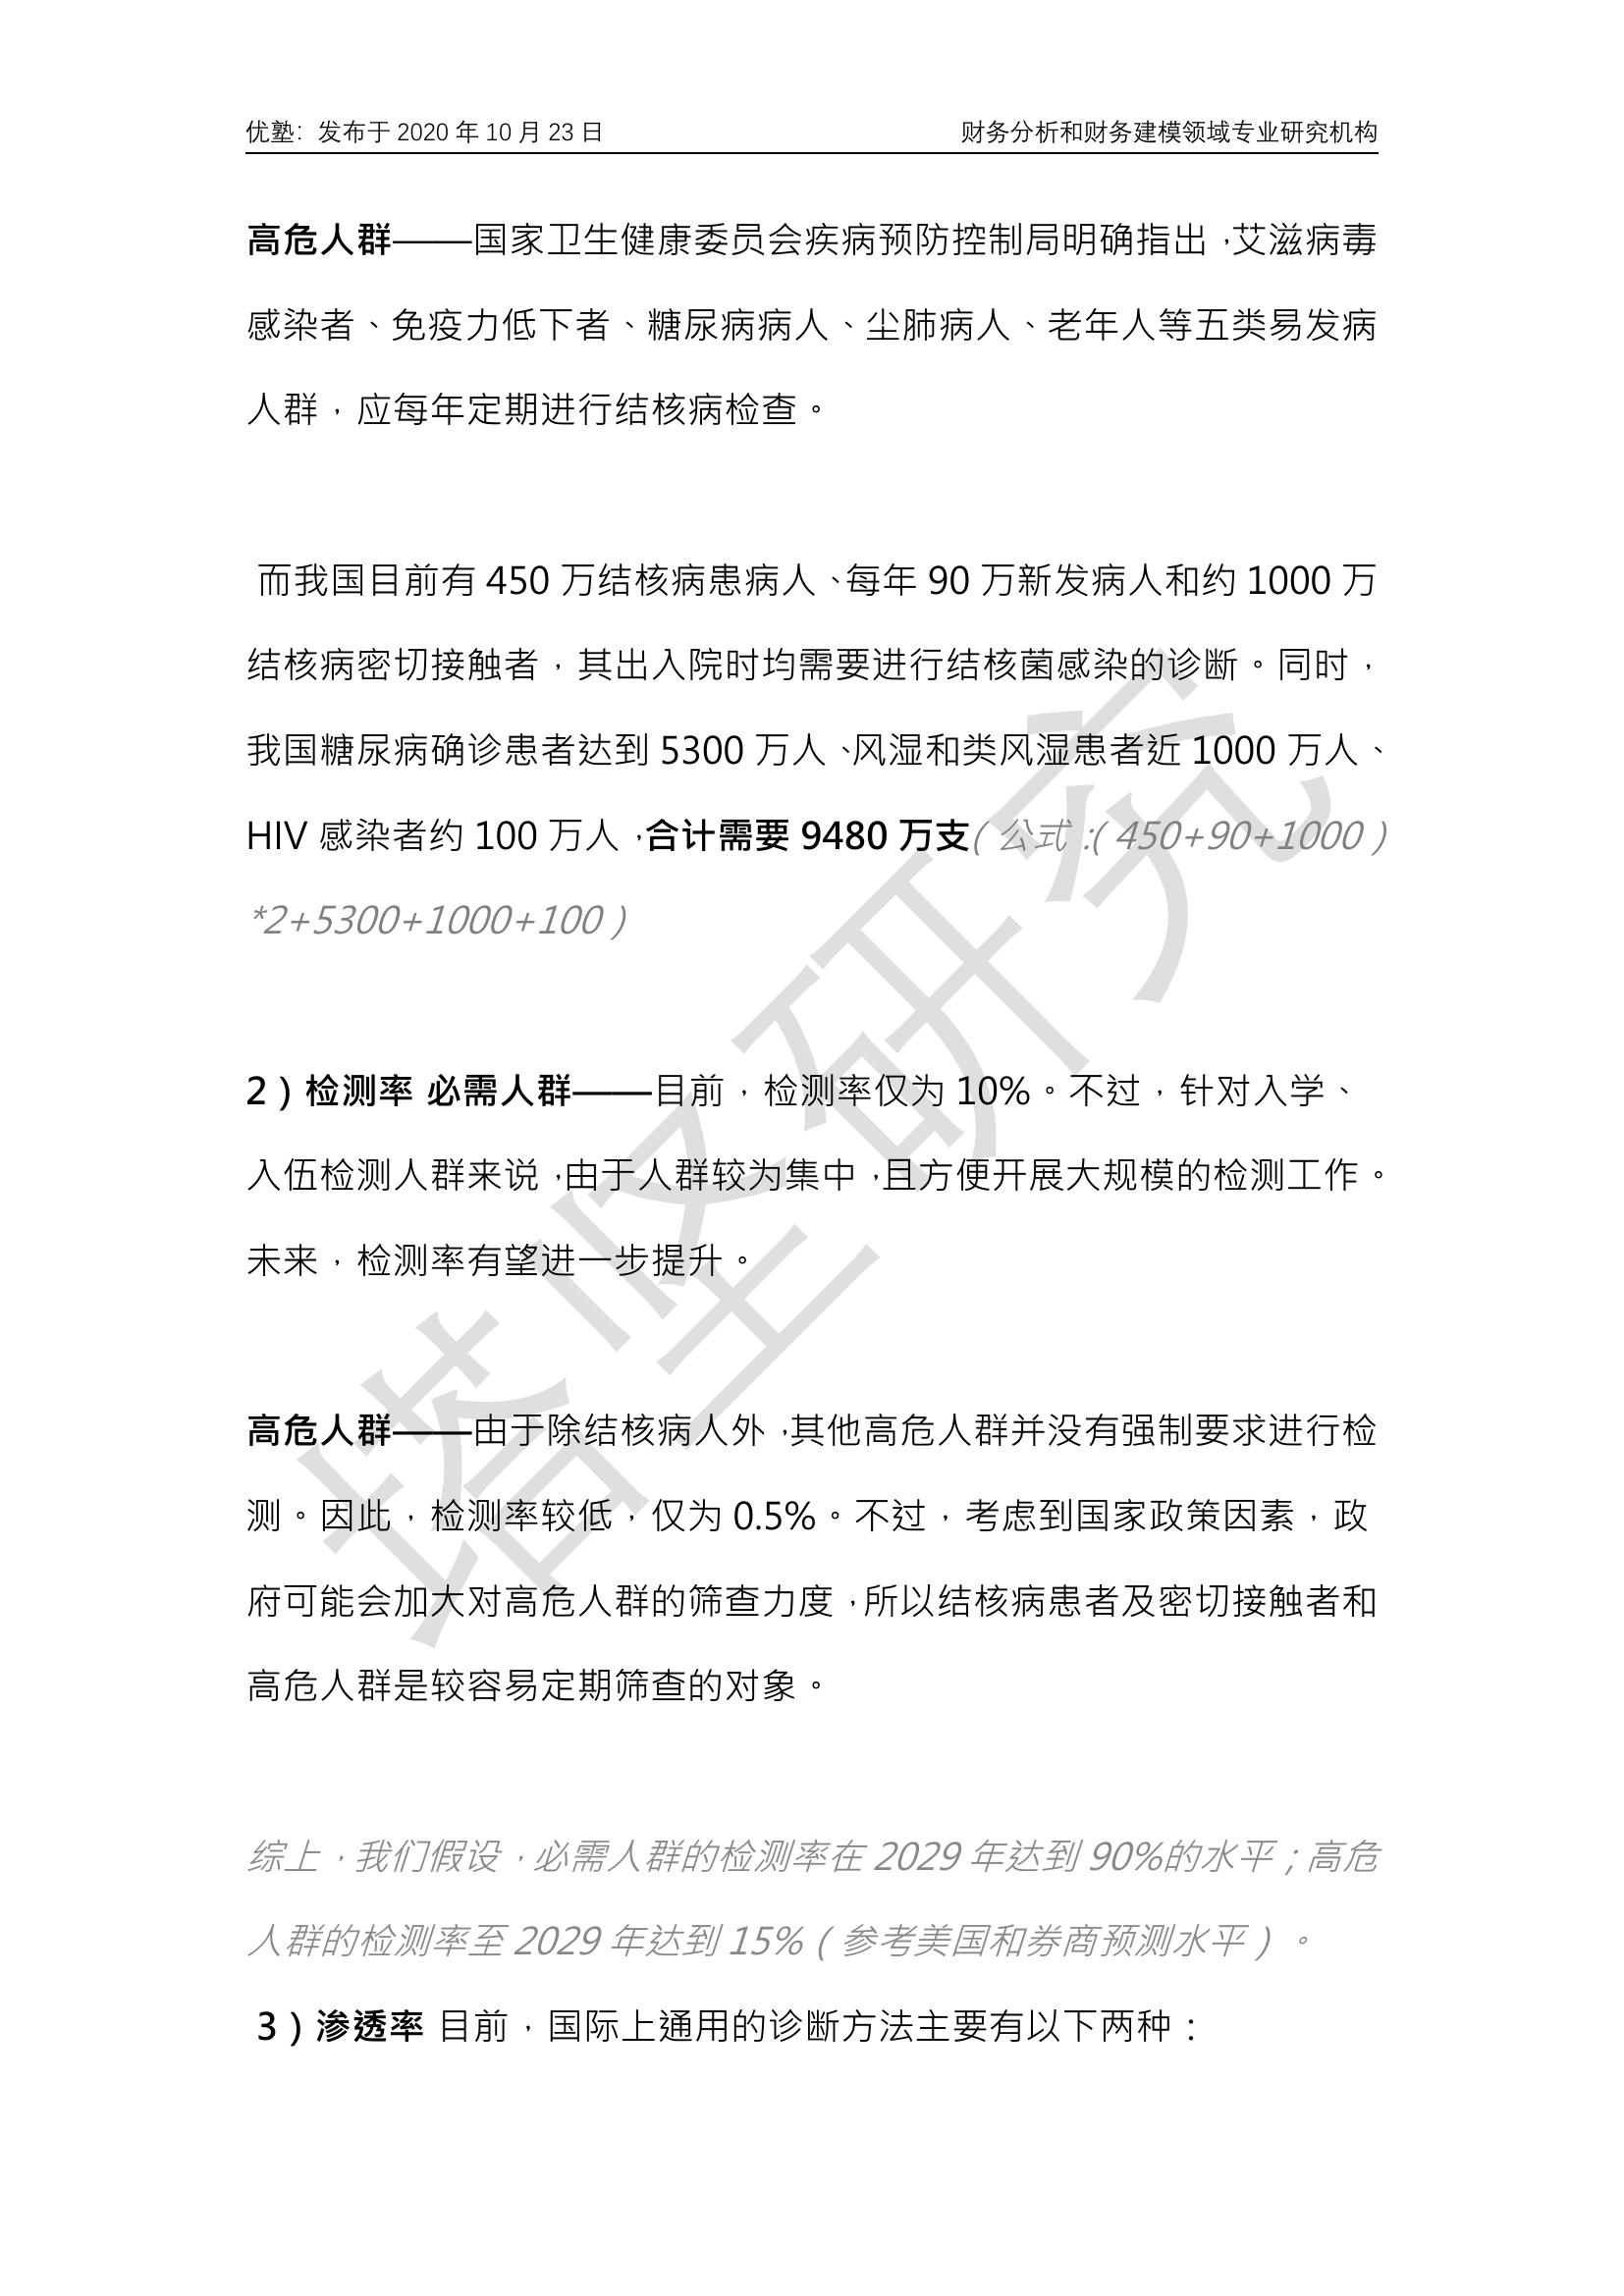 优塾：发布于 2020 年 10 月 23 日 财务分析和财务建模领域专业研究机构
高危人群——国家卫生健康委员会疾病预防控制局明确指出，艾滋病毒
感染者、免疫力低下者、糖尿病病人、尘肺病人、老年人等五类易发病
人群，应每年定期进行结核病检查。
而我国目前有 450 万结核病患病人、每年 90 万新发病人和约 1000 万
结核病密切接触者，其出入院时均需要进行结核菌感染的诊断。同时，
我国糖尿病确诊患者达到 5300 万人、风湿和类风湿患者近 1000 万人、
HIV 感染者约 100 万人，合计需要 9480 万支（公式：（450+90+1000）
*2+5300+1000+100）
2）检测率 必需人群——目前，检测率仅为 10%。不过，针对入学、
入伍检测人群来说，由于人群较为集中，且方便开展大规模的检测工作。
未来，检测率有望进一步提升。
高危人群——由于除结核病人外，其他高危人群并没有强制要求进行检
测。因此，检测率较低，仅为 0.5%。不过，考虑到国家政策因素，政
府可能会加大对高危人群的筛查力度，所以结核病患者及密切接触者和
高危人群是较容易定期筛查的对象。
综上，我们假设，必需人群的检测率在 2029 年达到 90%的水平；高危
人群的检测率至 2029 年达到 15%（参考美国和券商预测水平）。
3）渗透率 目前，国际上通用的诊断方法主要有以下两种：
塔坚研究